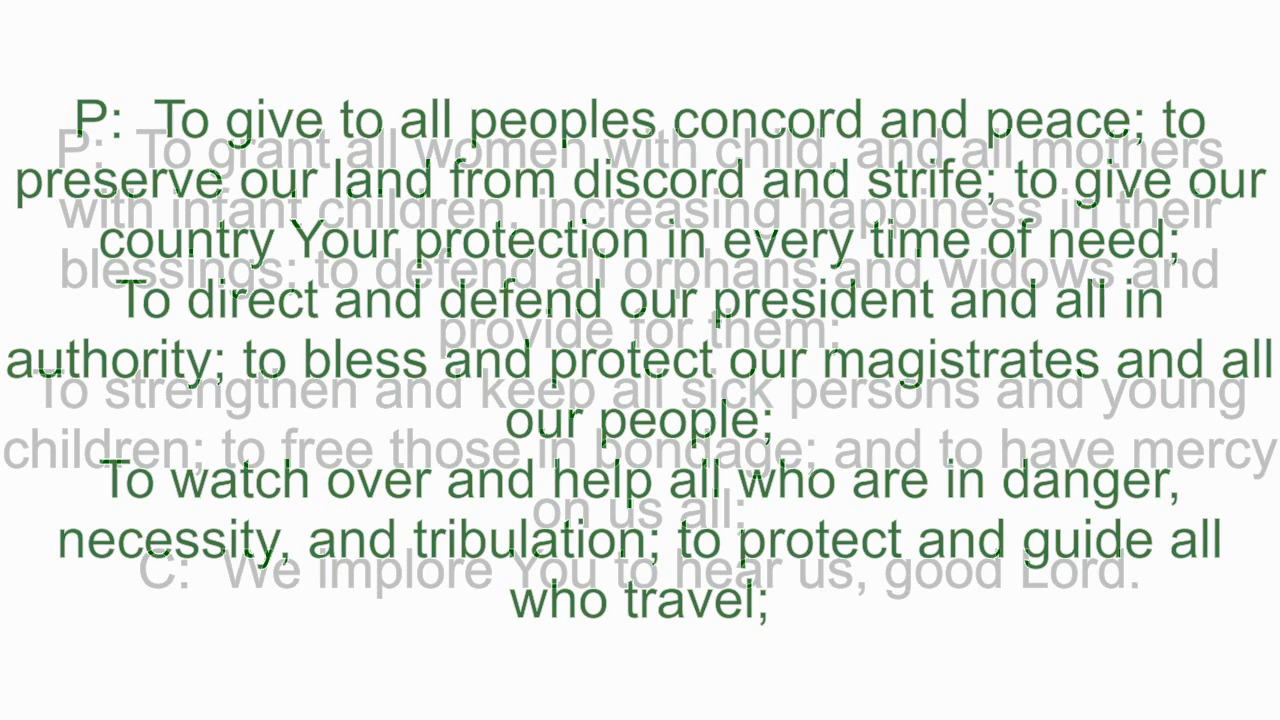 P: To give to all peoples concord and peace; to
preserve our land from discord and strife; to give our
country Your protection in every time of need;
To direct and defend our president and all in
authority; to bless and protect our magistrates and all
our people;
To watch over and help all who are in danger,
necessity, and tribulation; to protect and guide all
who travel;
P: To grant all women with child, and all mothers
with infant children, increasing happiness in their
blessings; to defend all orphans and widows and
provide for them;
To strengthen and keep all sick persons and young
children; to free those in bondage; and to have mercy
on us all:
C: We implore You to hear us, good Lord.